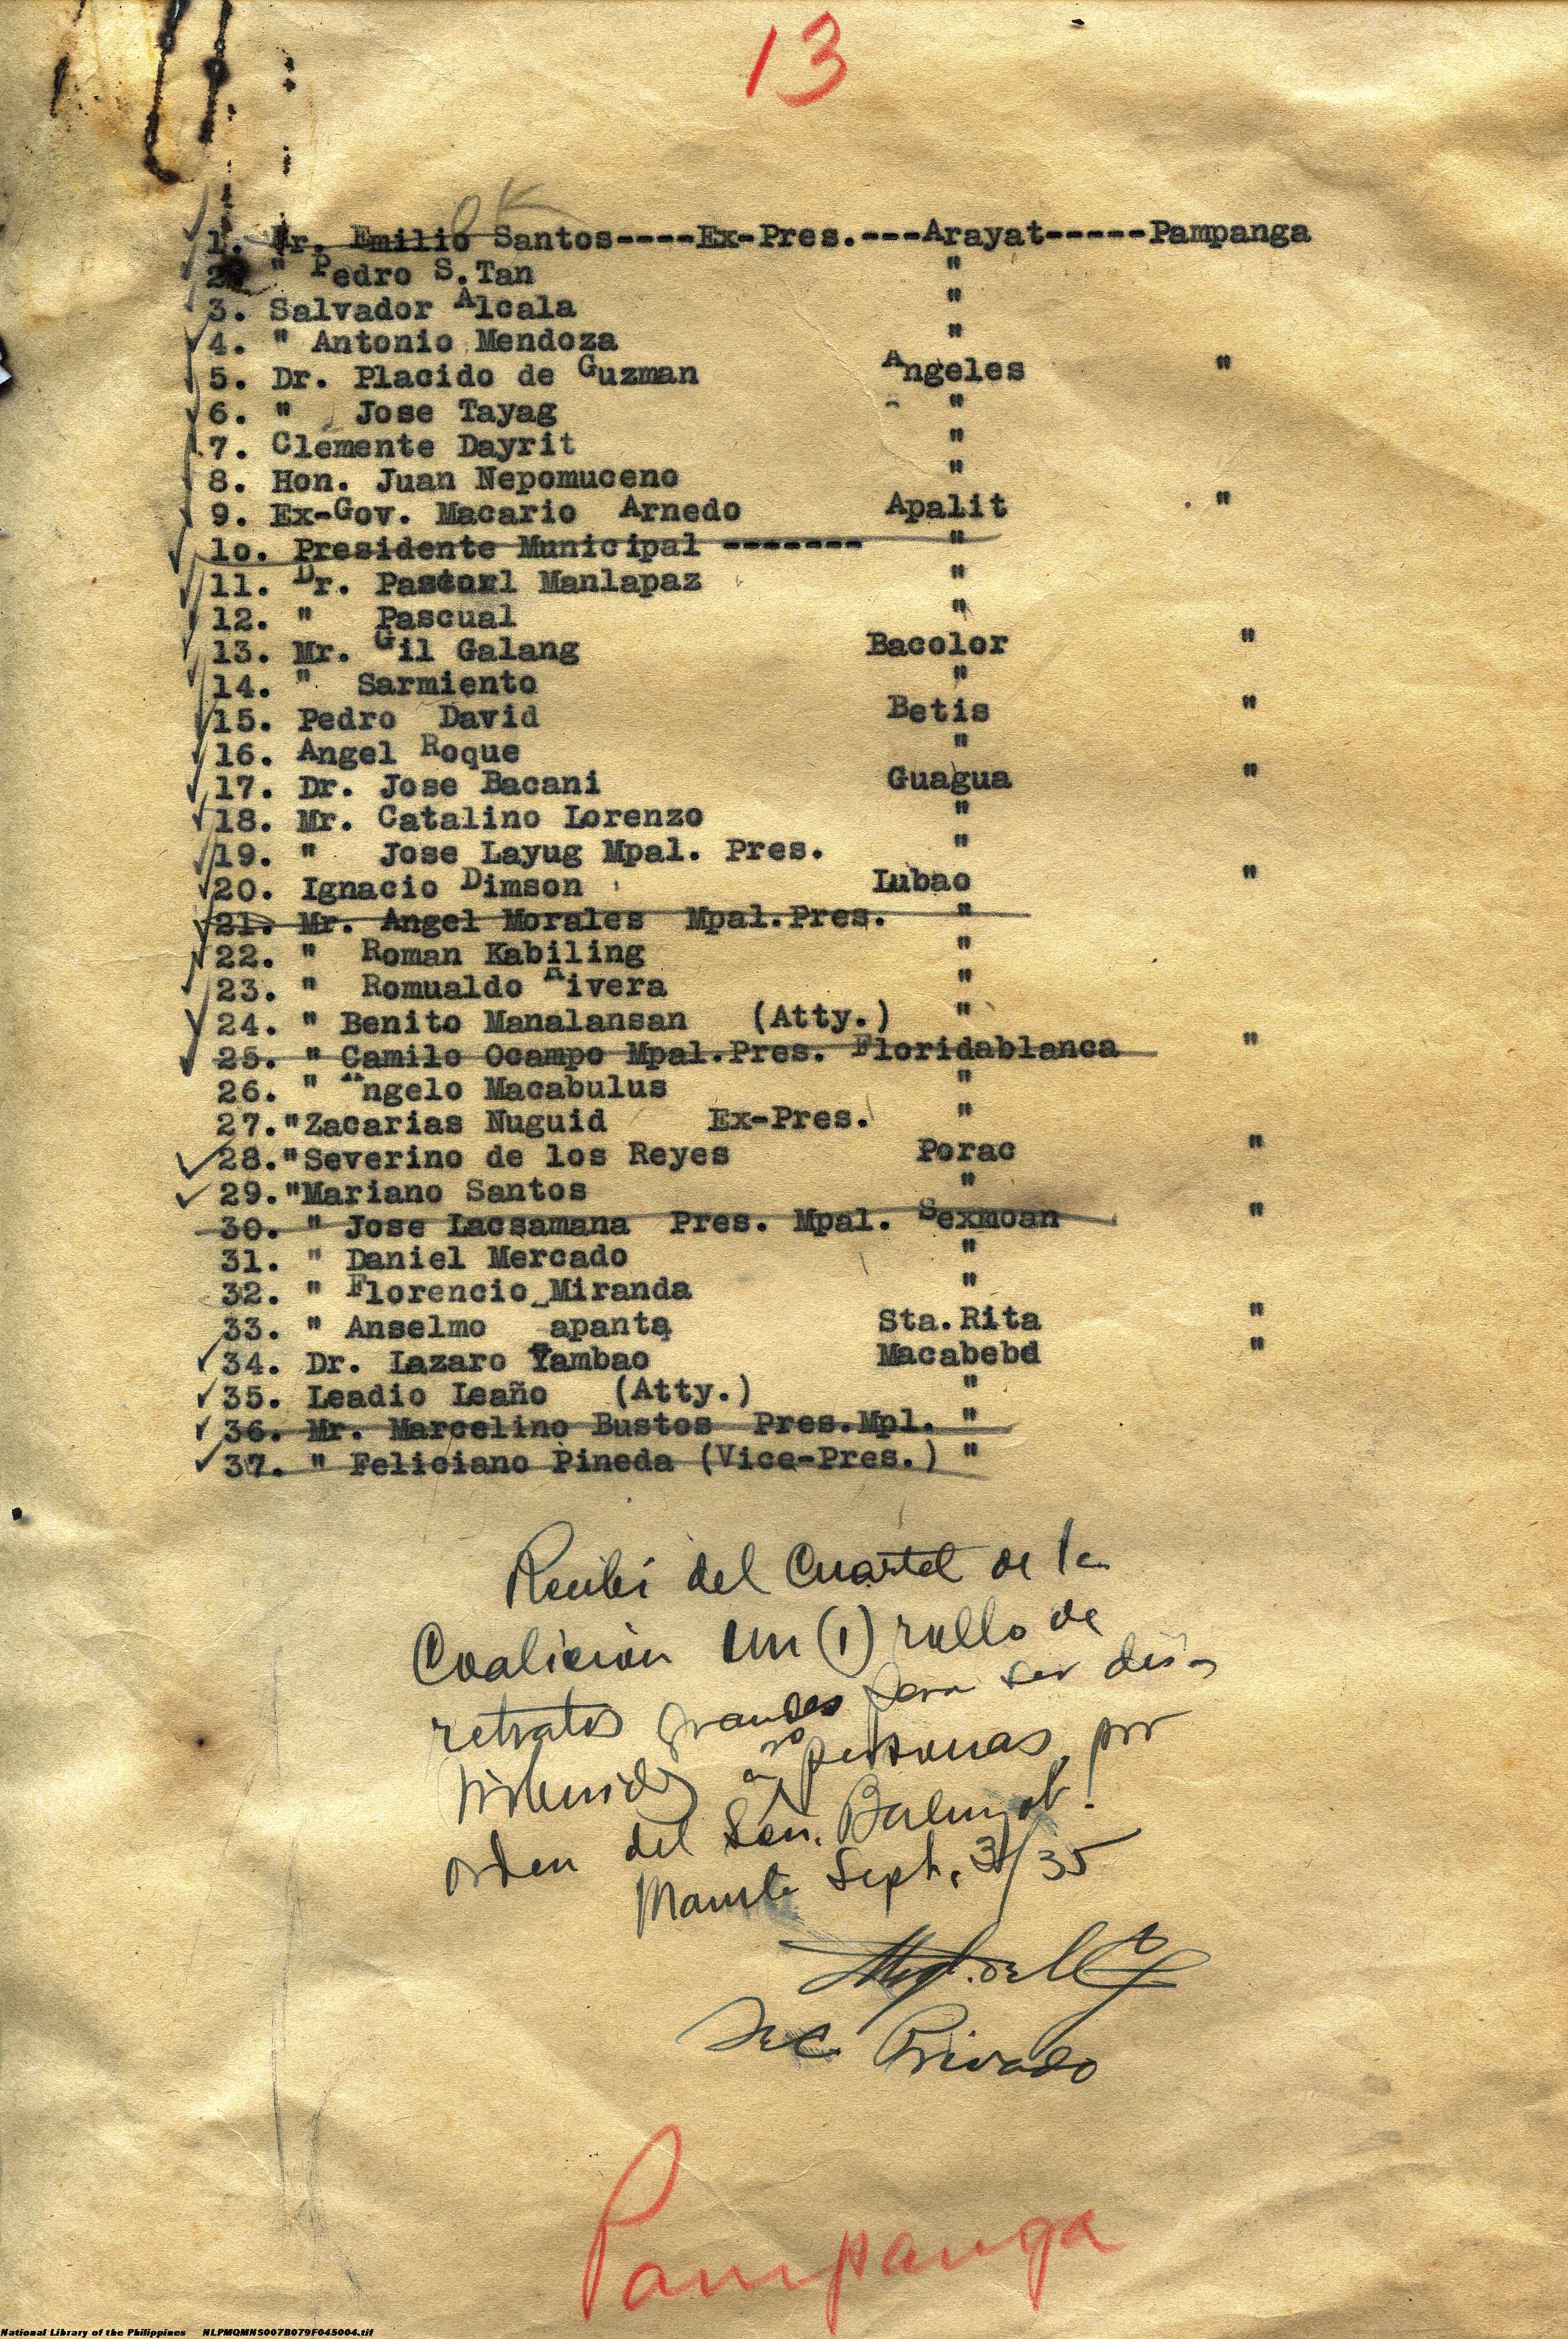 13
OK
1. Mr. Emilio Santos----Ex-Pres.---Arayat-----Pampanga
2. " Pedro S.Tan "
3. Salvador Alcala "
4. " Antonio Mendoza "
5. Dr. Placido de Guzman Angeles "
6. " Jose Tayag "
7. Clemente Dayrit "
8. Hon. Juan Nepomuceno "
9. Ex-Gov. Macario Arnedo Apalit "
1o. Presidente Municipal ------- "
11. Dr. Manlapaz "
12. " Pascual "
13. Mr. Gil Galang Bacolor "
14. " Sarmiento "
15. Pedro David Betis "
16. Angel Roque "
17. Dr. Jose Bacani Guagua "
18. Mr. Catalino Lorenzo "
19. " Jose Layug Mpal. Pres. "
20. Ignacio Dimson Lubao "
21. Mr. Angel Morales Mpal.Pres. "
22. " Roman Kabiling "
23. " Romualdo Rivera "
24. " Benito Manalansan (Atty.) "
25. " Camilo Ocampo Mpal.Pres. Floridablanca "
26. " Angelo Macabulus "
27."Zacarias Nuguid Ex-Pres. "
28."Severino de los Reyes Porac "
29."Mariano Santos "
30. " Jose Lacsamana Pres. Mpal. Sexmoan "
31. " Daniel Mercado "
32. " Florencio Miranda "
33. " Anselmo apanta Sta.Rita "
34. Dr. Lazaro Yambao Macabebd "
35. Leadio Leaño (Atty.) "
36. Mr. Marcelino Bustos Pres.Mpl. "
37. " Feliciano Pineda (Vice-Pres.) "
Recibi del Cuartel de la
Coalicion un (1) rollo de
retratos grandes para ser dis-
tribuidos a personas, por
orden del Sen.
Manila Sept. 3/35
Sec. Privado
Pampanga
National Library of the Philippines NLPMQMNS007B079F045004.tif